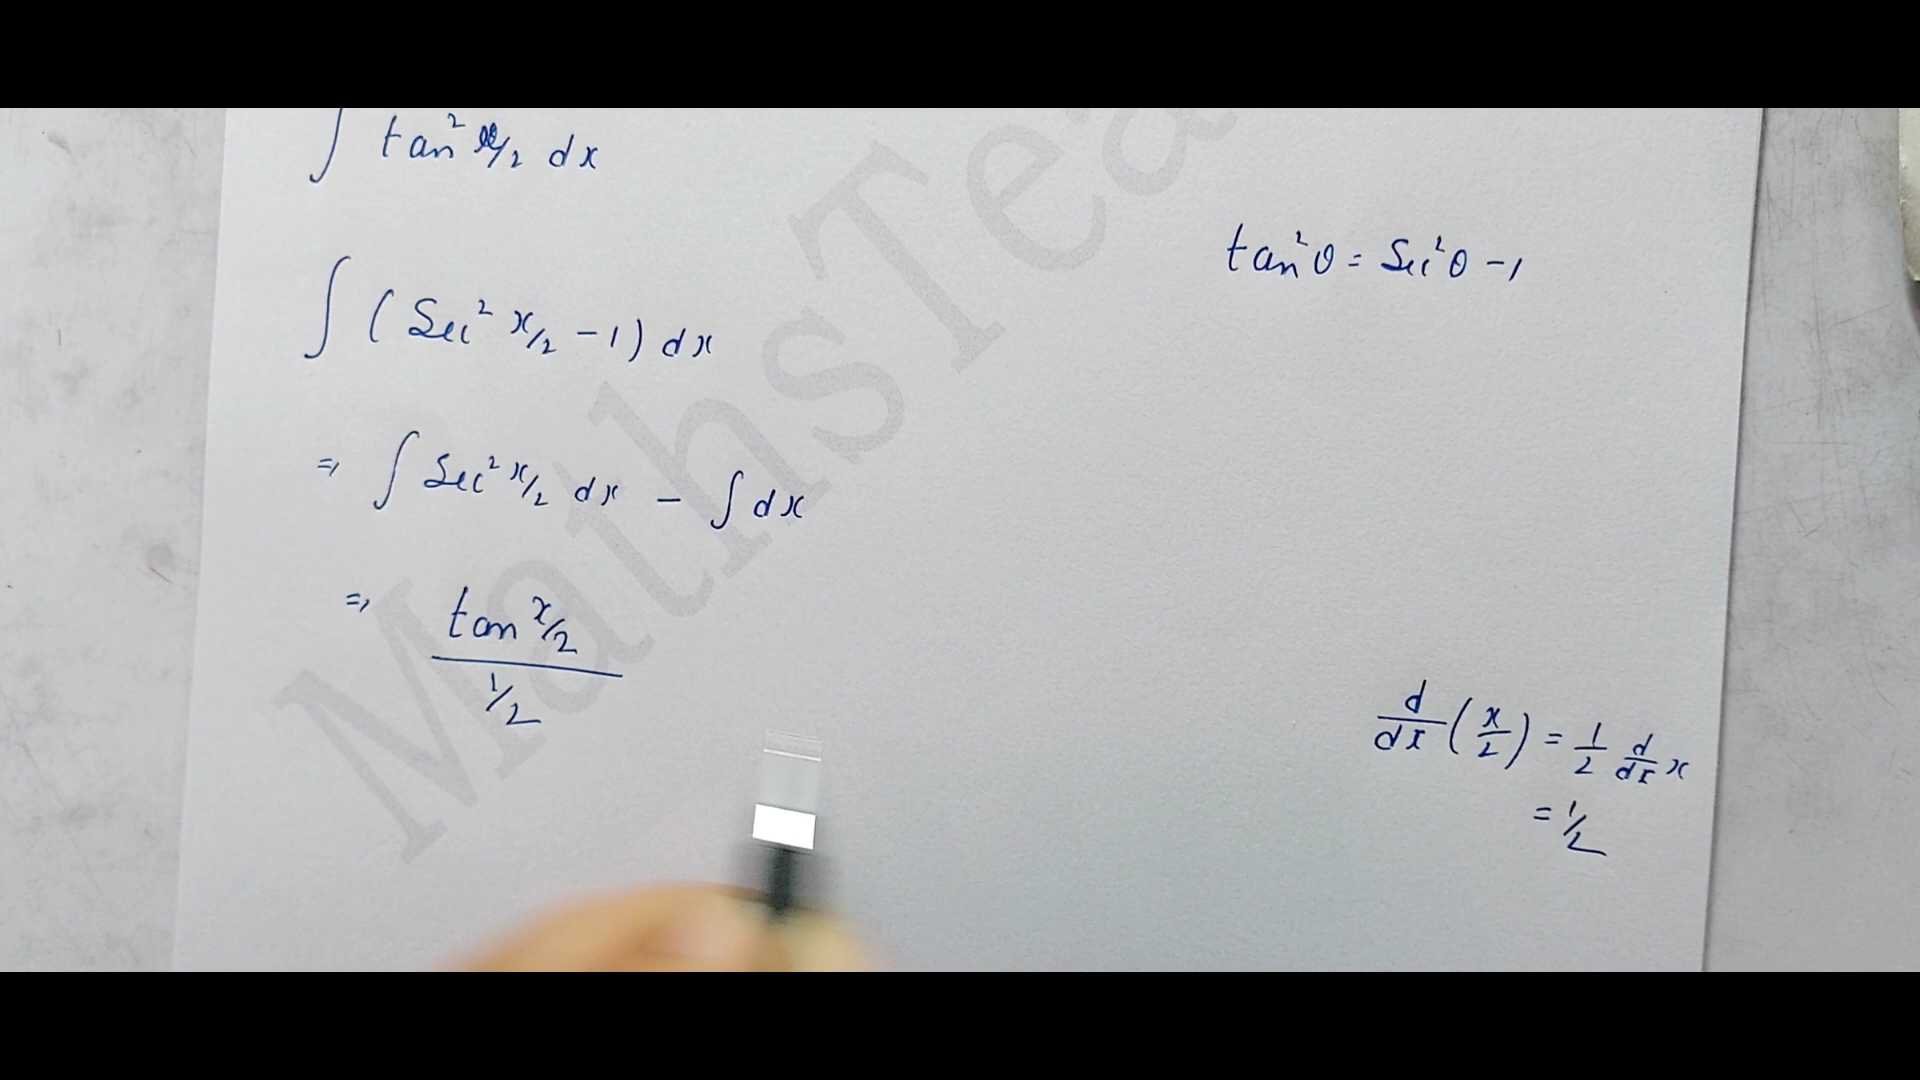 ∫ tan² x/2 dx
tan²θ = Sec²θ - 1
∫ (Sec² x/2 - 1) dx
⇒ ∫ Sec² x/2 dx - ∫ dx
⇒ tan x/2 / 1/2
d/dx (x/2) = 1/2 d/dx x
= 1/2
MathsTea